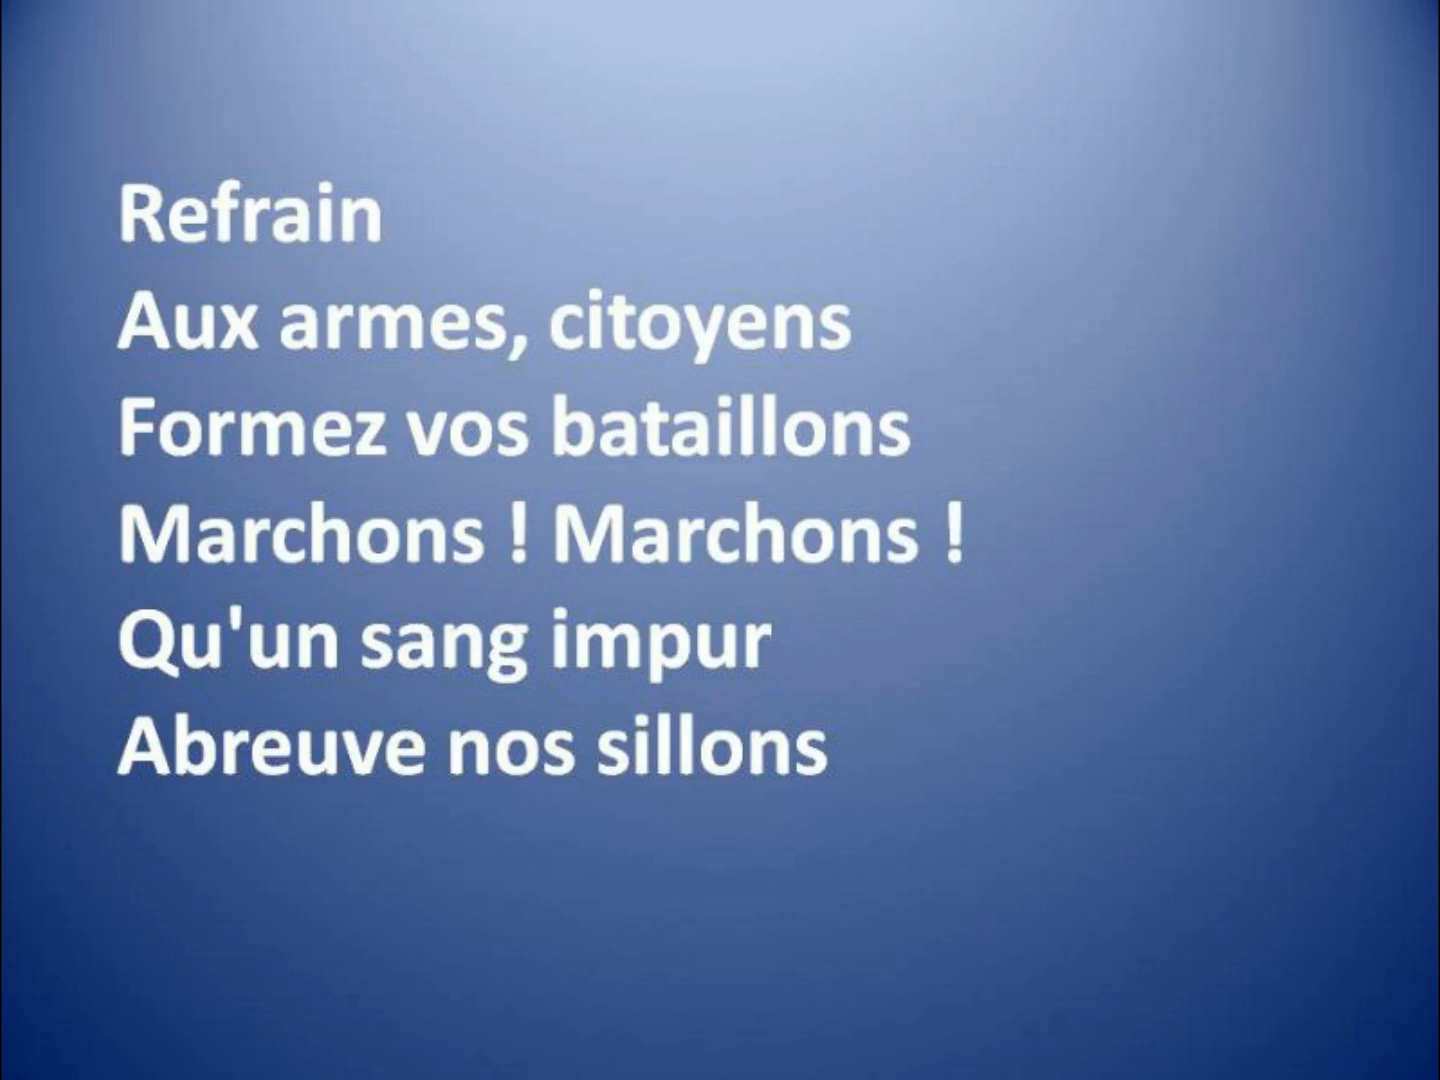 Refrain
Aux armes, citoyens
Formez vos bataillons
Marchons ! Marchons !
Qu'un sang impur
Abreuve nos sillons